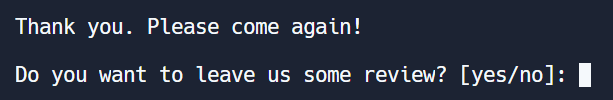 Thank you. Please come again!
Do you want to leave us some review? [yes/no]: